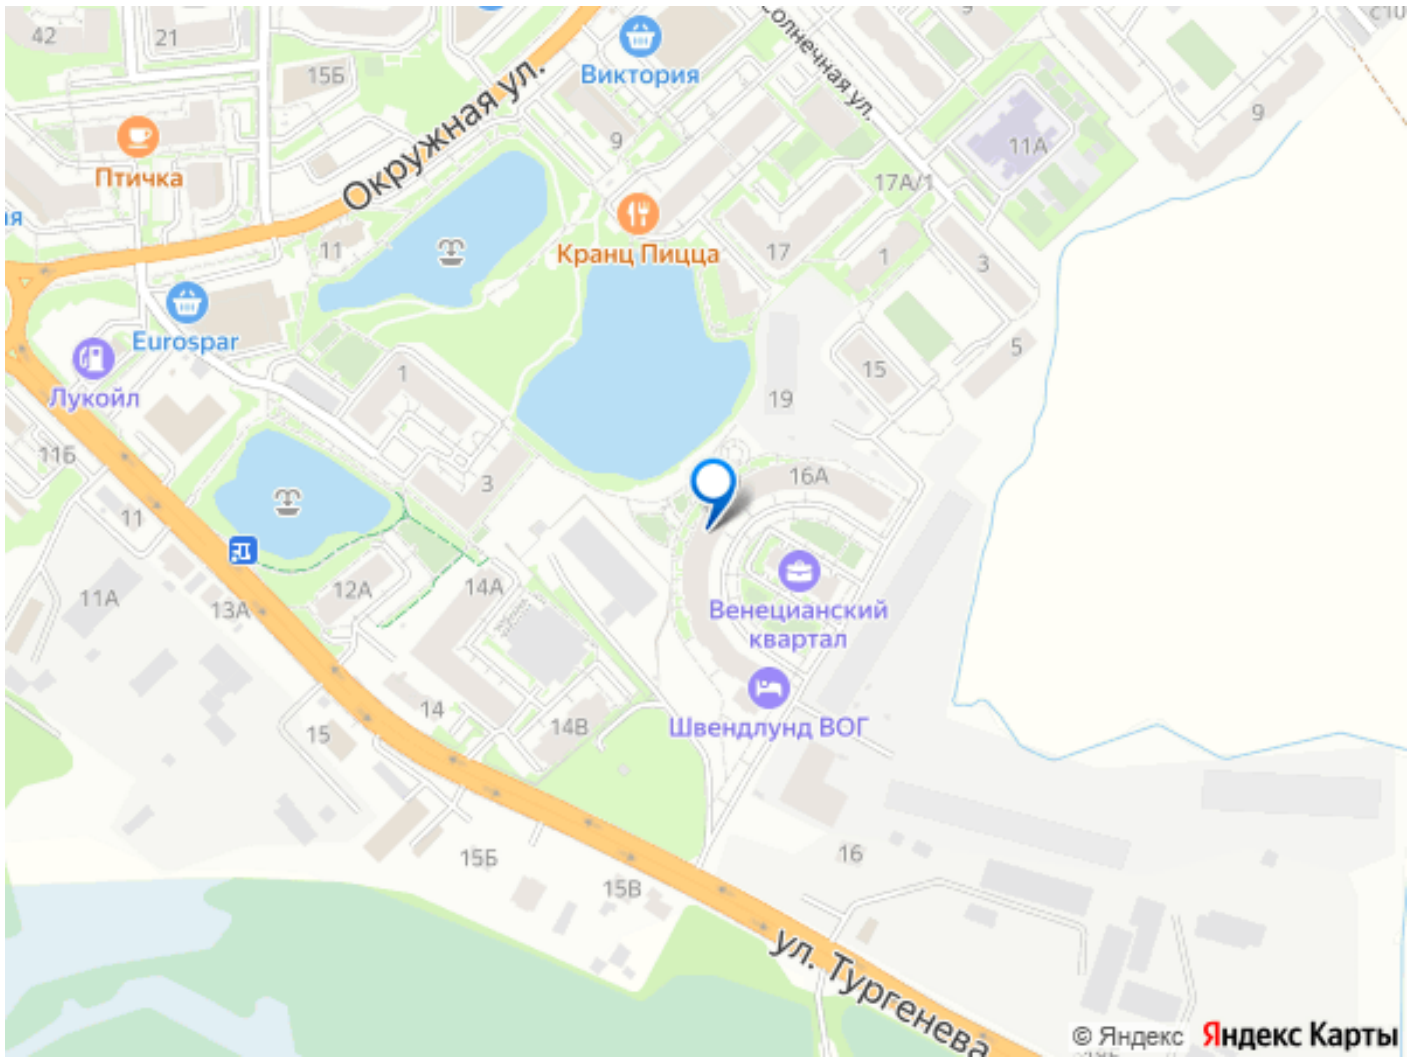 42
21
15Б
Виктория
Солнечная ул.
9
9
Окружная ул.
9
11А
Птичка
17А/1
11
Кранц Пицца
17
1
3
Eurospar
5
Лукойл
1
15
19
11Б
3
16А
11
12А
14А
11А
13А
Венецианский
квартал
14
15
14В
Швендлунд ВОГ
16
15Б
15В
ул. Тургенева
© Яндекс
Яндекс Карты